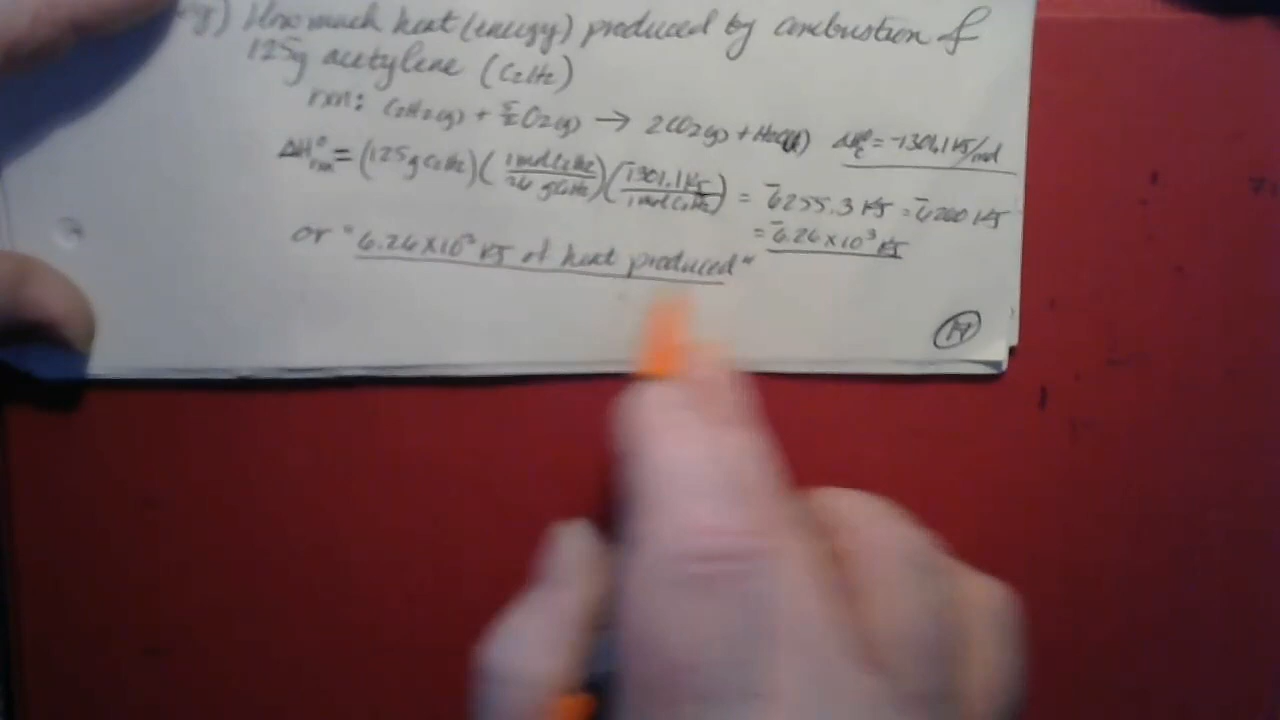 g) How much heat (energy) produced by combustion of
125g acetylene (C2H2)
rxn: C2H2(g) + 5/2 O2(g) → 2CO2(g) + H2O(l) ΔH°c = -1301.1 kJ/mol
ΔH°rxn = (125 g C2H2)(1 mol C2H2/26 g C2H2)(-1301.1 kJ/1 mol C2H2) = -6255.3 kJ = -6260 kJ
= -6.26 x 10³ kJ
or "6.26 x 10³ kJ of heat produced"
14